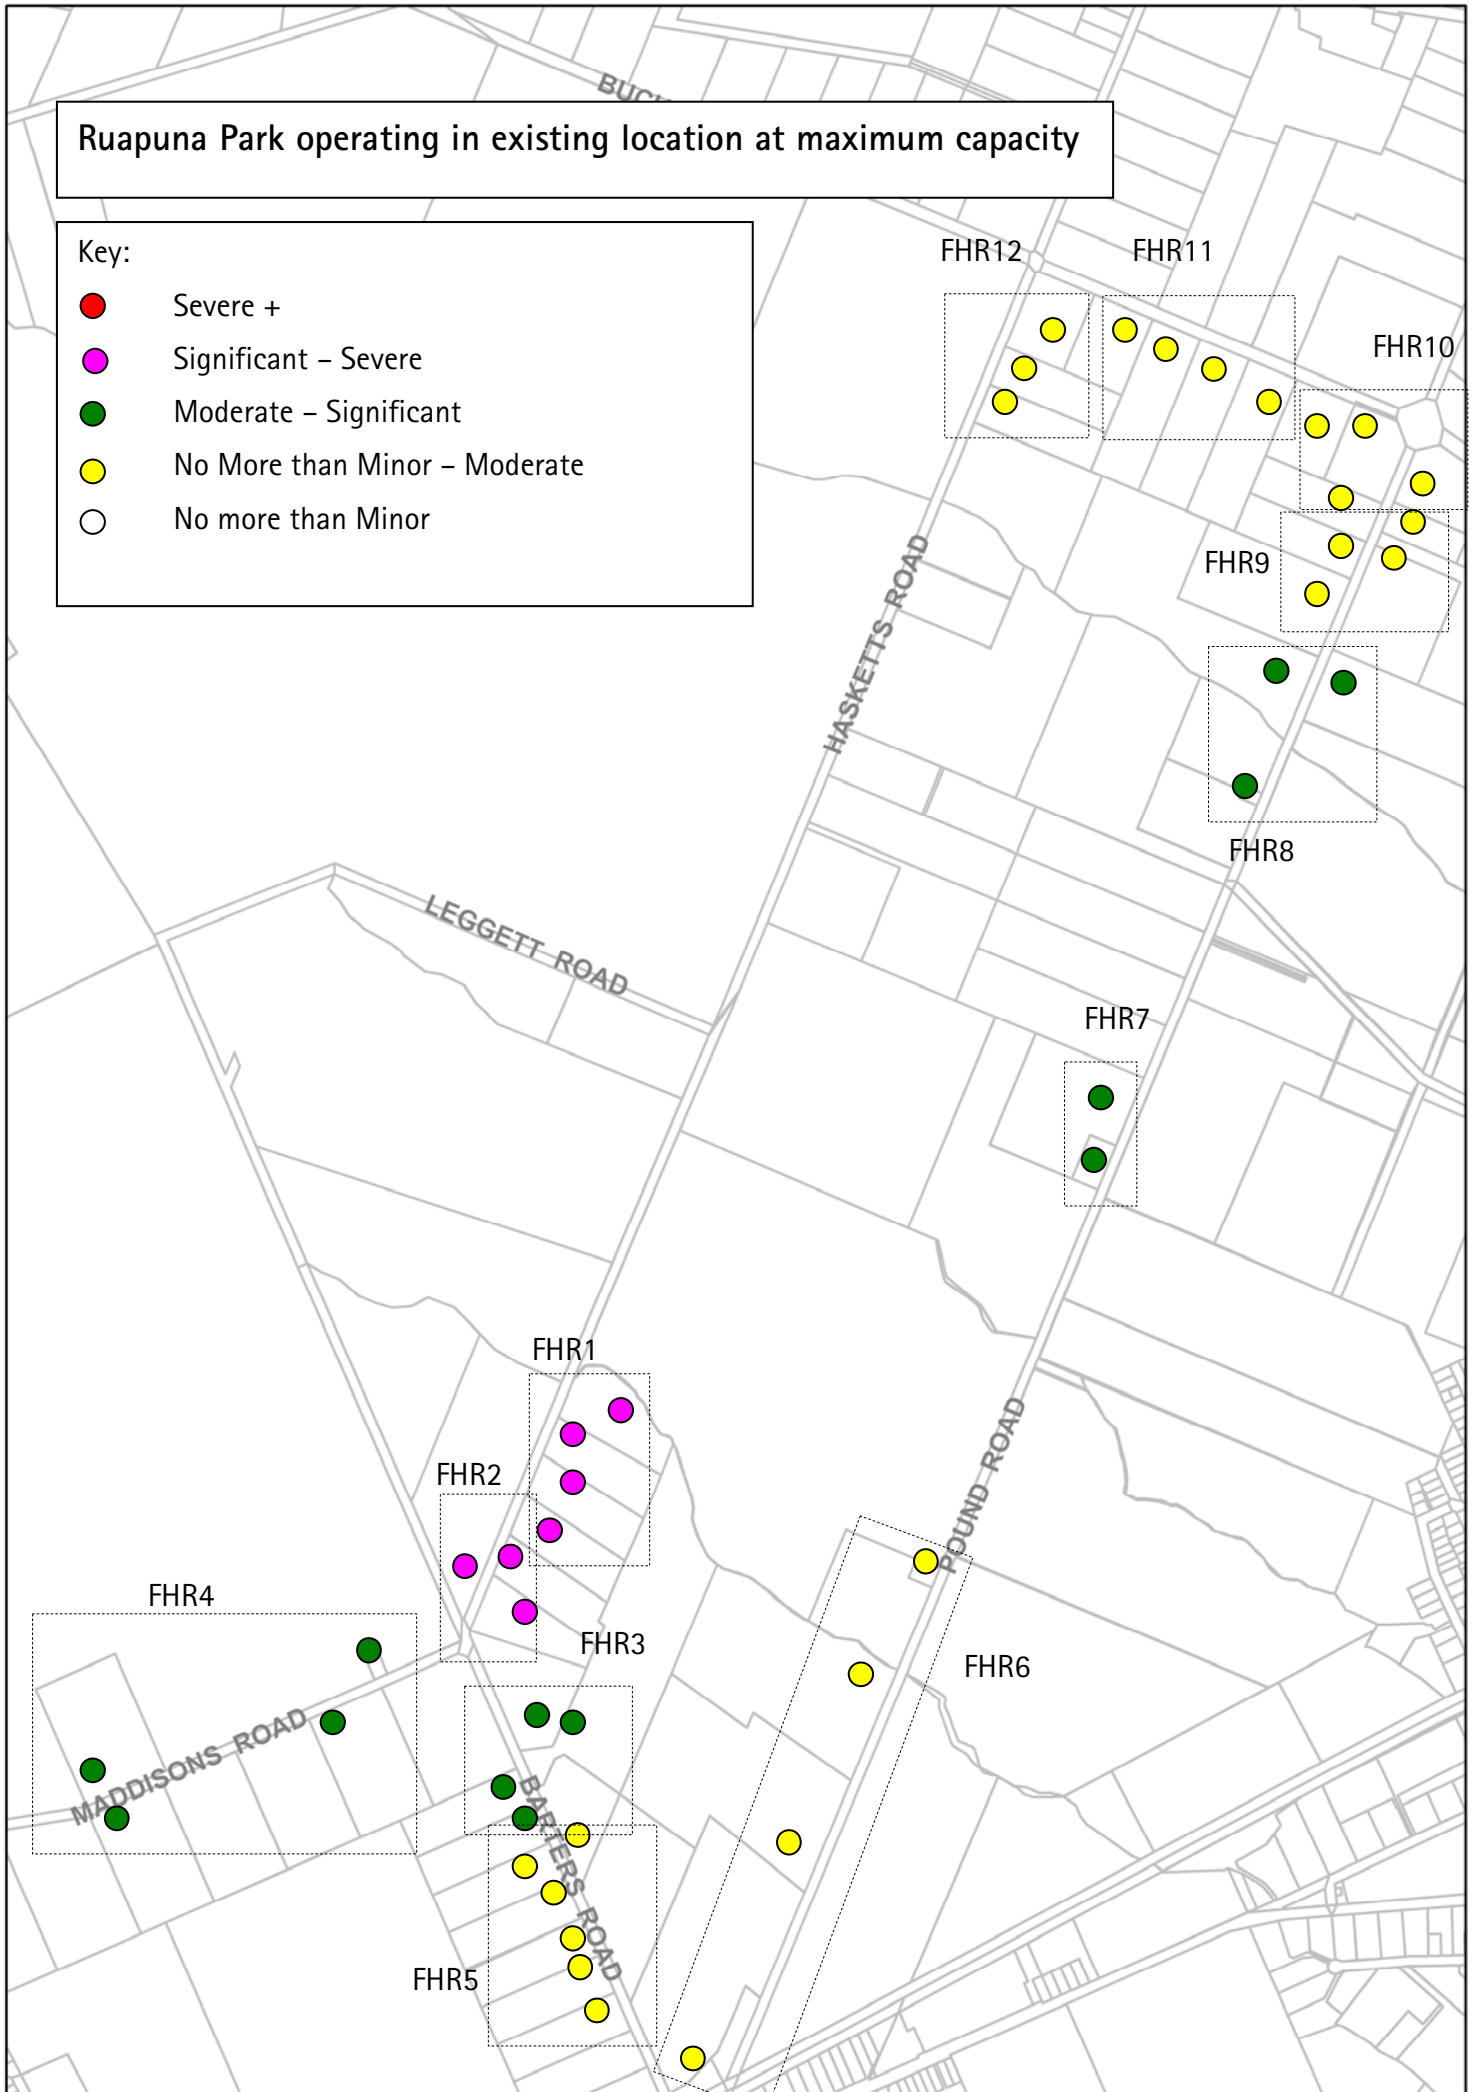 BUCK
Ruapuna Park operating in existing location at maximum capacity
Key:
Severe +
Significant – Severe
Moderate – Significant
No More than Minor – Moderate
No more than Minor
FHR12
FHR11
FHR10
FHR9
HASKETTS ROAD
FHR8
LEGGETT ROAD
FHR7
FHR1
POUND ROAD
FHR2
FHR4
FHR3
FHR6
MADDISONS ROAD
BARTERS ROAD
FHR5